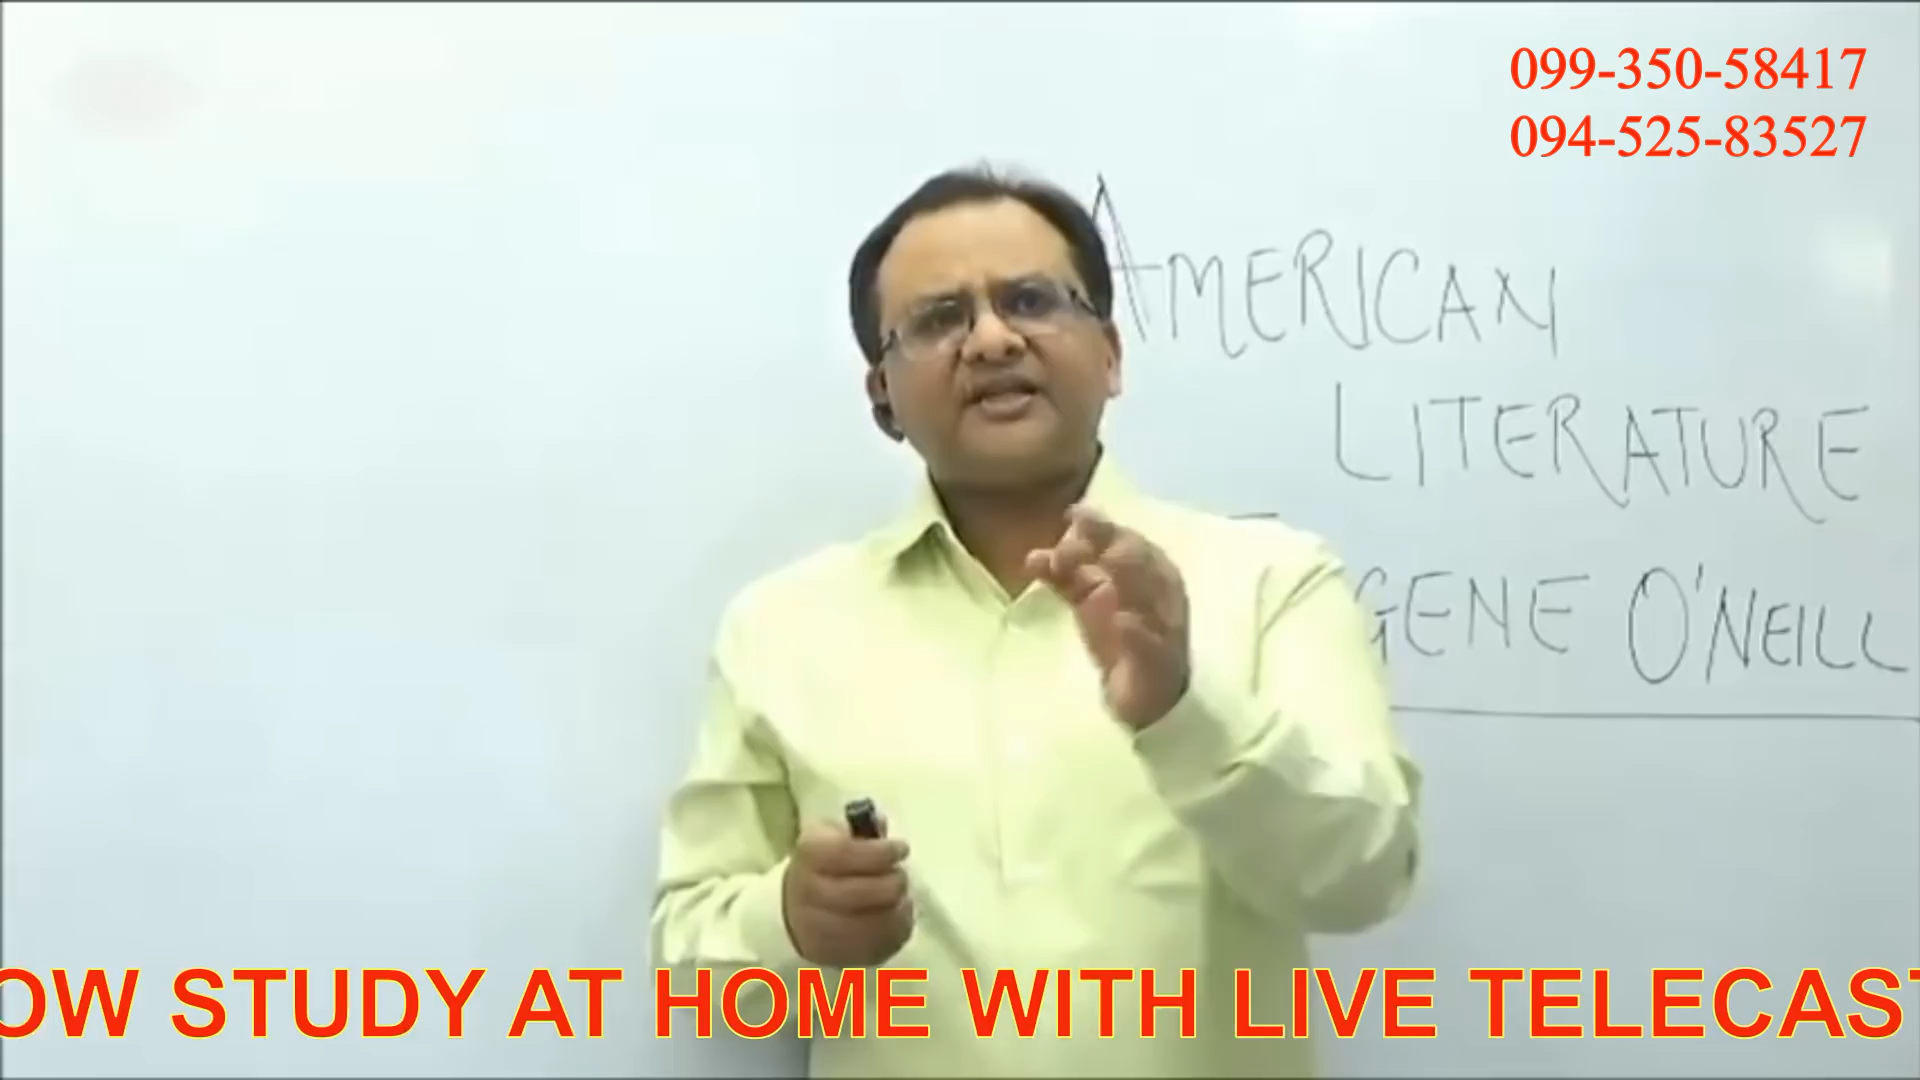 099-350-58417
094-525-83527
AMERICAN
LITERATURE
GENE O'NEILL
OW STUDY AT HOME WITH LIVE TELECAST